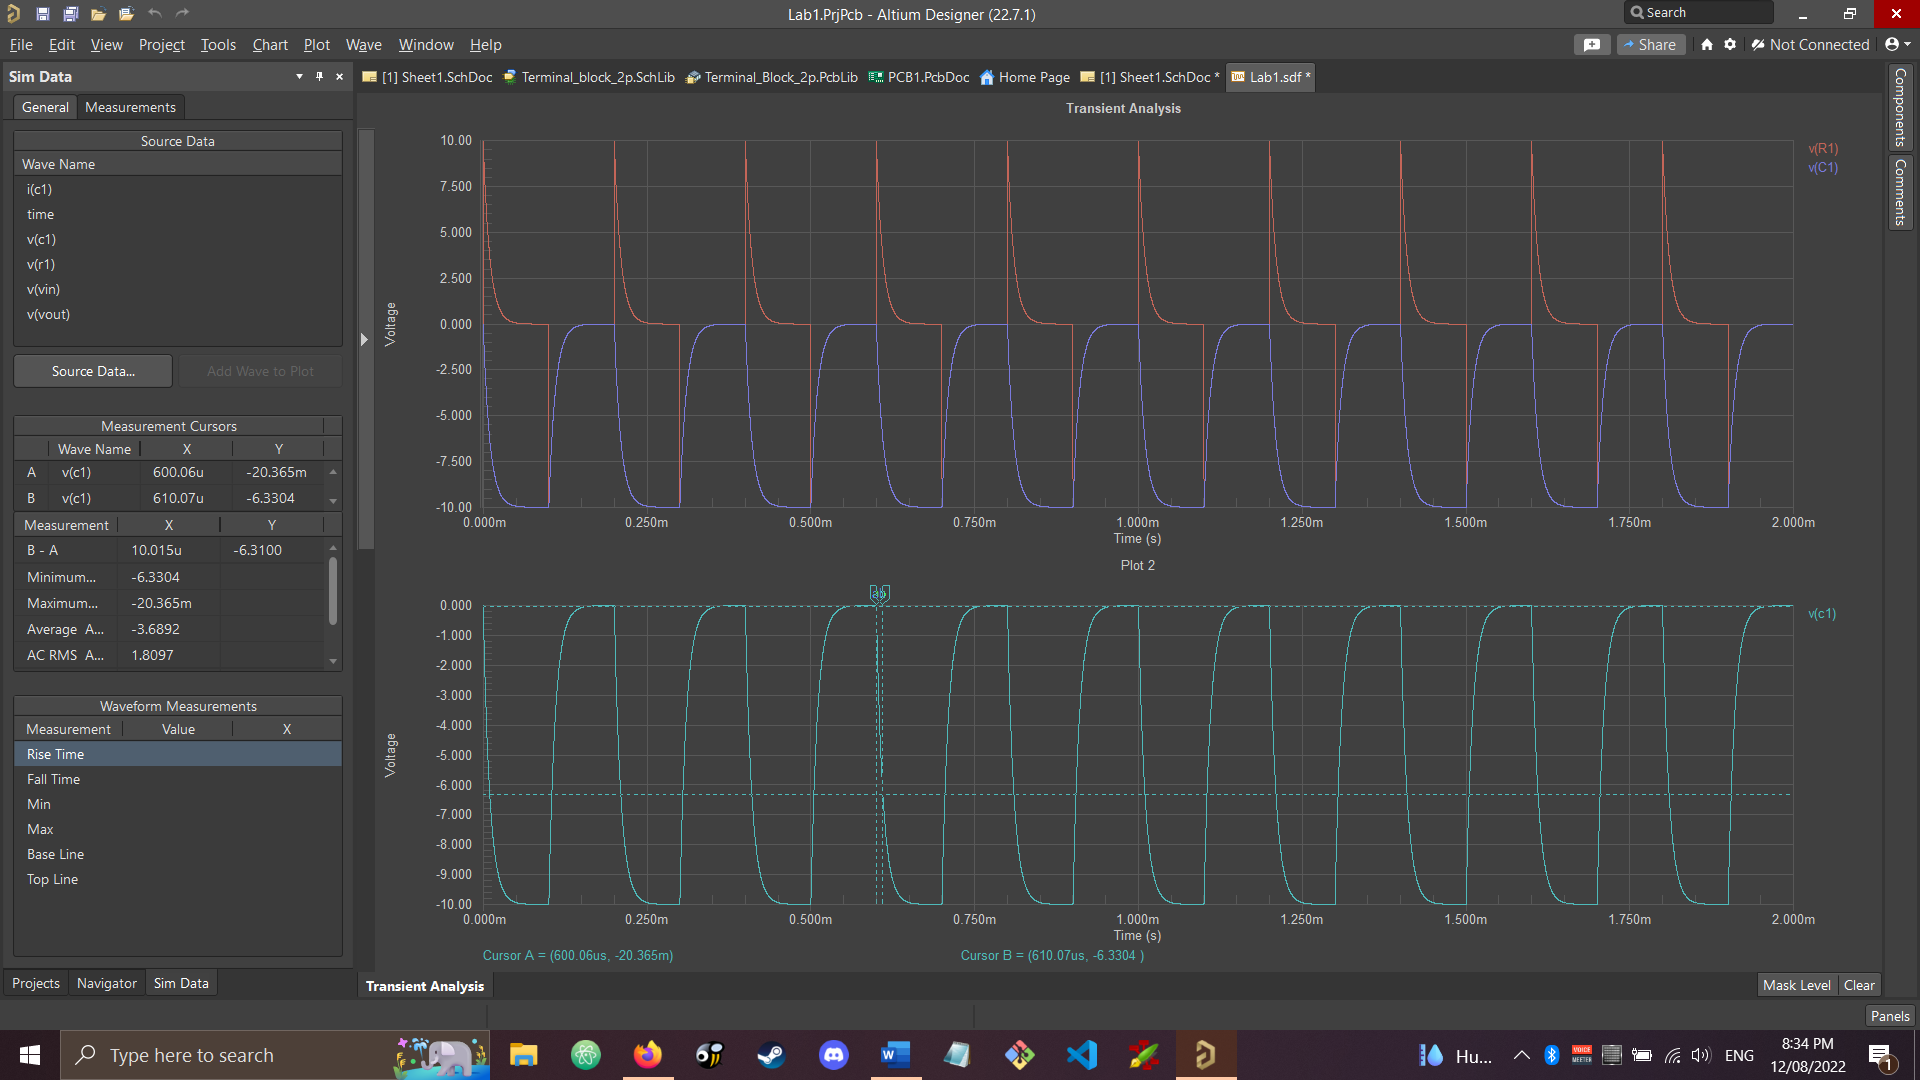 Lab1.PrjPcb - Altium Designer (22.7.1)
Search
File Edit View Project Tools Chart Plot Wave Window Help
Share
Not Connected
Sim Data
[1] Sheet1.SchDoc
Terminal_block_2p.SchLib
Terminal_Block_2p.PcbLib
PCB1.PcbDoc
Home Page
[1] Sheet1.SchDoc *
Lab1.sdf *
General
Measurements
Source Data
Wave Name
i(c1)
time
v(c1)
v(r1)
v(vin)
v(vout)
Source Data...
Add Wave to Plot
Measurement Cursors
Wave Name X Y
A v(c1) 600.06u -20.365m
B v(c1) 610.07u -6.3304
Measurement X Y
B - A 10.015u -6.3100
Minimum... -6.3304
Maximum... -20.365m
Average A... -3.6892
AC RMS A... 1.8097
Waveform Measurements
Measurement Value X
Rise Time
Fall Time
Min
Max
Base Line
Top Line
Projects
Navigator
Sim Data
Transient Analysis
10.00
7.500
5.000
2.500
0.000
-2.500
-5.000
-7.500
-10.00
Voltage
v(R1)
v(C1)
0.000m 0.250m 0.500m 0.750m 1.000m 1.250m 1.500m 1.750m 2.000m
Time (s)
Plot 2
0.000
-1.000
-2.000
-3.000
-4.000
-5.000
-6.000
-7.000
-8.000
-9.000
-10.00
Voltage
v(c1)
0.000m 0.250m 0.500m 0.750m 1.000m 1.250m 1.500m 1.750m 2.000m
Time (s)
Cursor A = (600.06us, -20.365m)
Cursor B = (610.07us, -6.3304 )
Transient Analysis
Mask Level
Clear
Components
Comments
Panels
Type here to search
Hu...
VOICE
MEETER
ENG
8:34 PM
12/08/2022
1